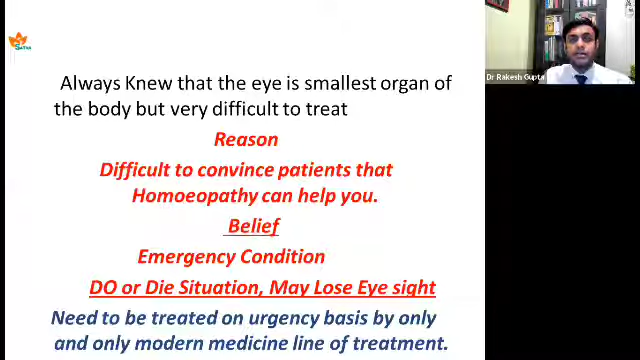 Dr Rakesh Gupta
Always Knew that the eye is smallest organ of
the body but very difficult to treat
Reason
Difficult to convince patients that
Homoeopathy can help you.
Belief
Emergency Condition
DO or Die Situation, May Lose Eye sight
Need to be treated on urgency basis by only
and only modern medicine line of treatment.